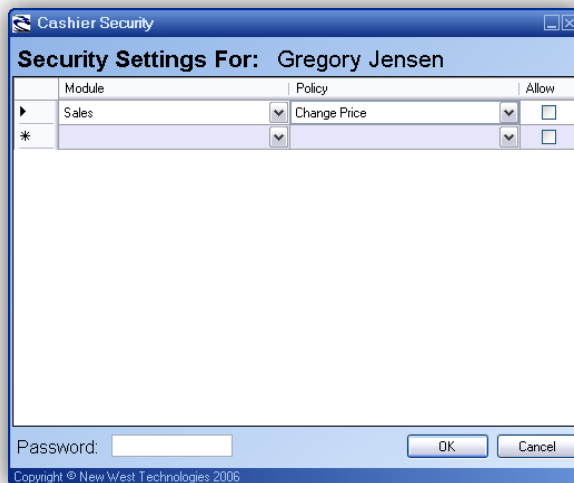 Cashier Security
Security Settings For: Gregory Jensen
Module Policy Allow
Sales Change Price
Password: OK Cancel
Copyright © New West Technologies 2006